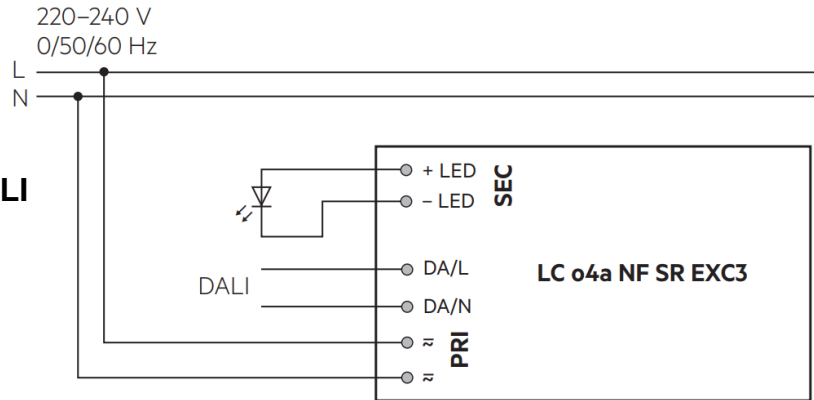 220–240 V
0/50/60 Hz
L
N
LI
+ LED
– LED
SEC
DALI
DA/L
DA/N
LC o4a NF SR EXC3
≂
≂
PRI